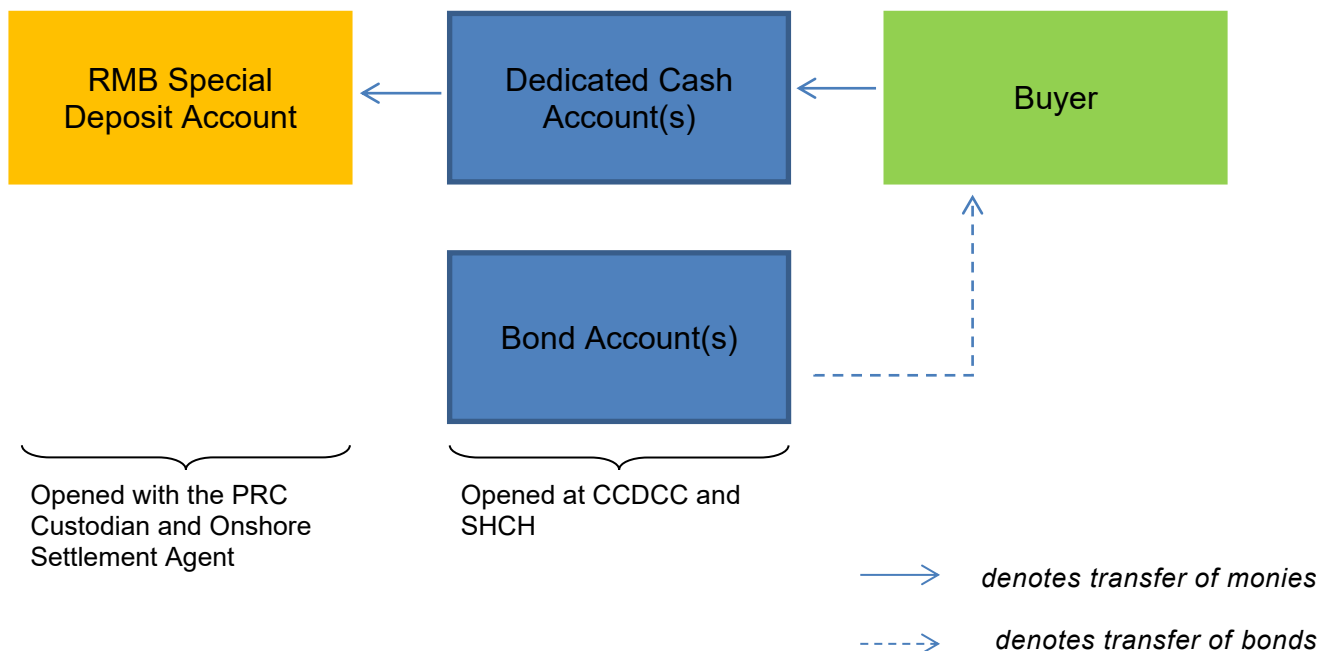 RMB Special
Deposit Account
Dedicated Cash
Account(s)
Buyer
Bond Account(s)
Opened with the PRC
Custodian and Onshore
Settlement Agent
Opened at CCDCC and
SHCH
denotes transfer of monies
denotes transfer of bonds